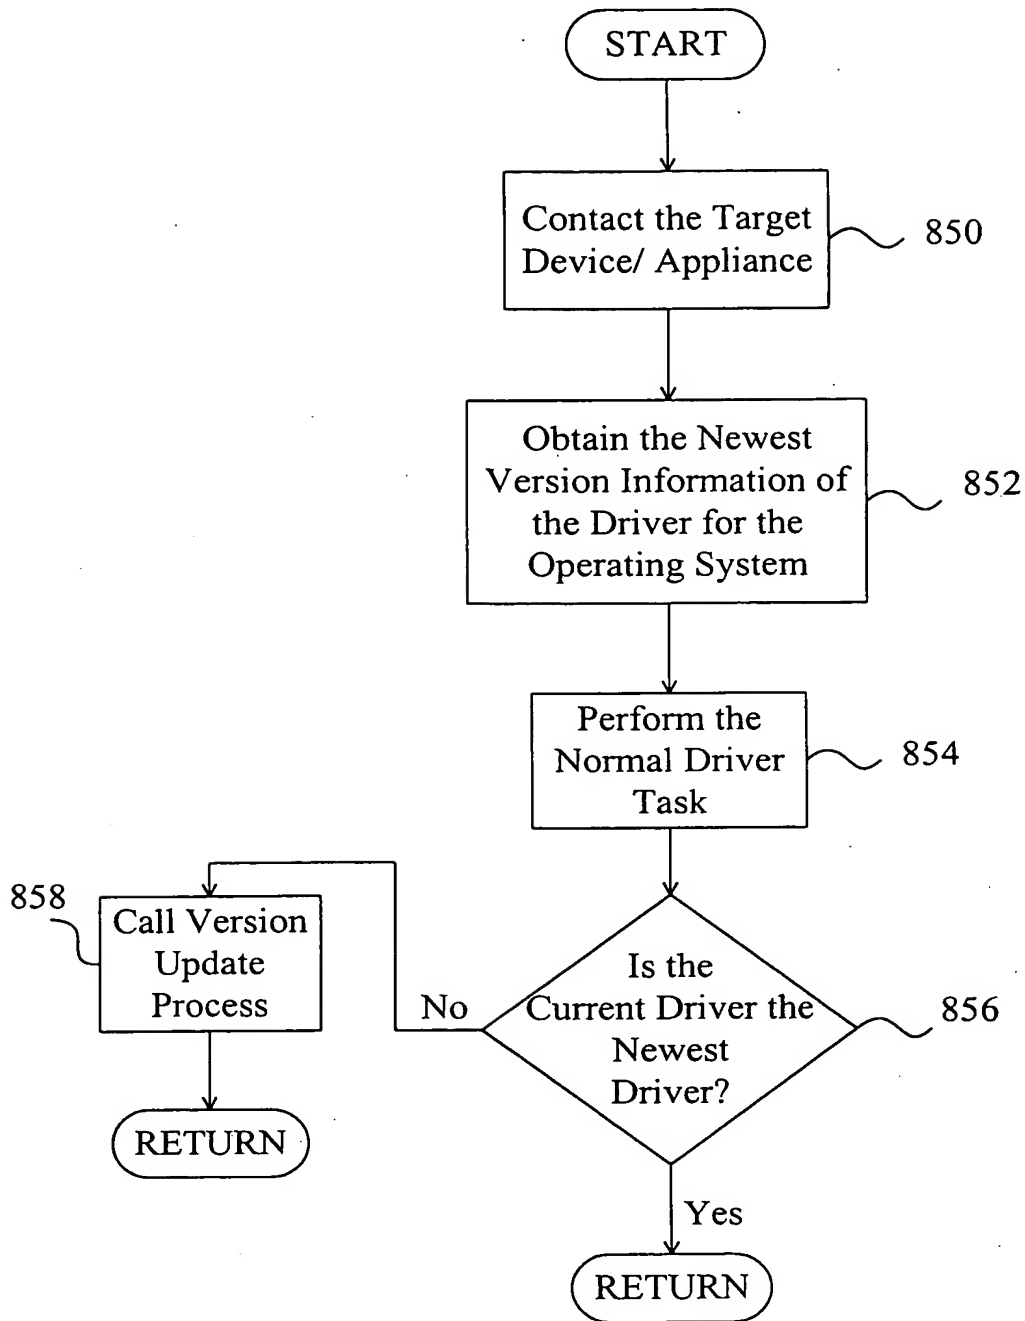 START
Contact the Target
Device/ Appliance
850
Obtain the Newest
Version Information of
the Driver for the
Operating System
852
Perform the
Normal Driver
Task
854
Is the
Current Driver the
Newest
Driver?
856
No
858
Call Version
Update
Process
RETURN
Yes
RETURN